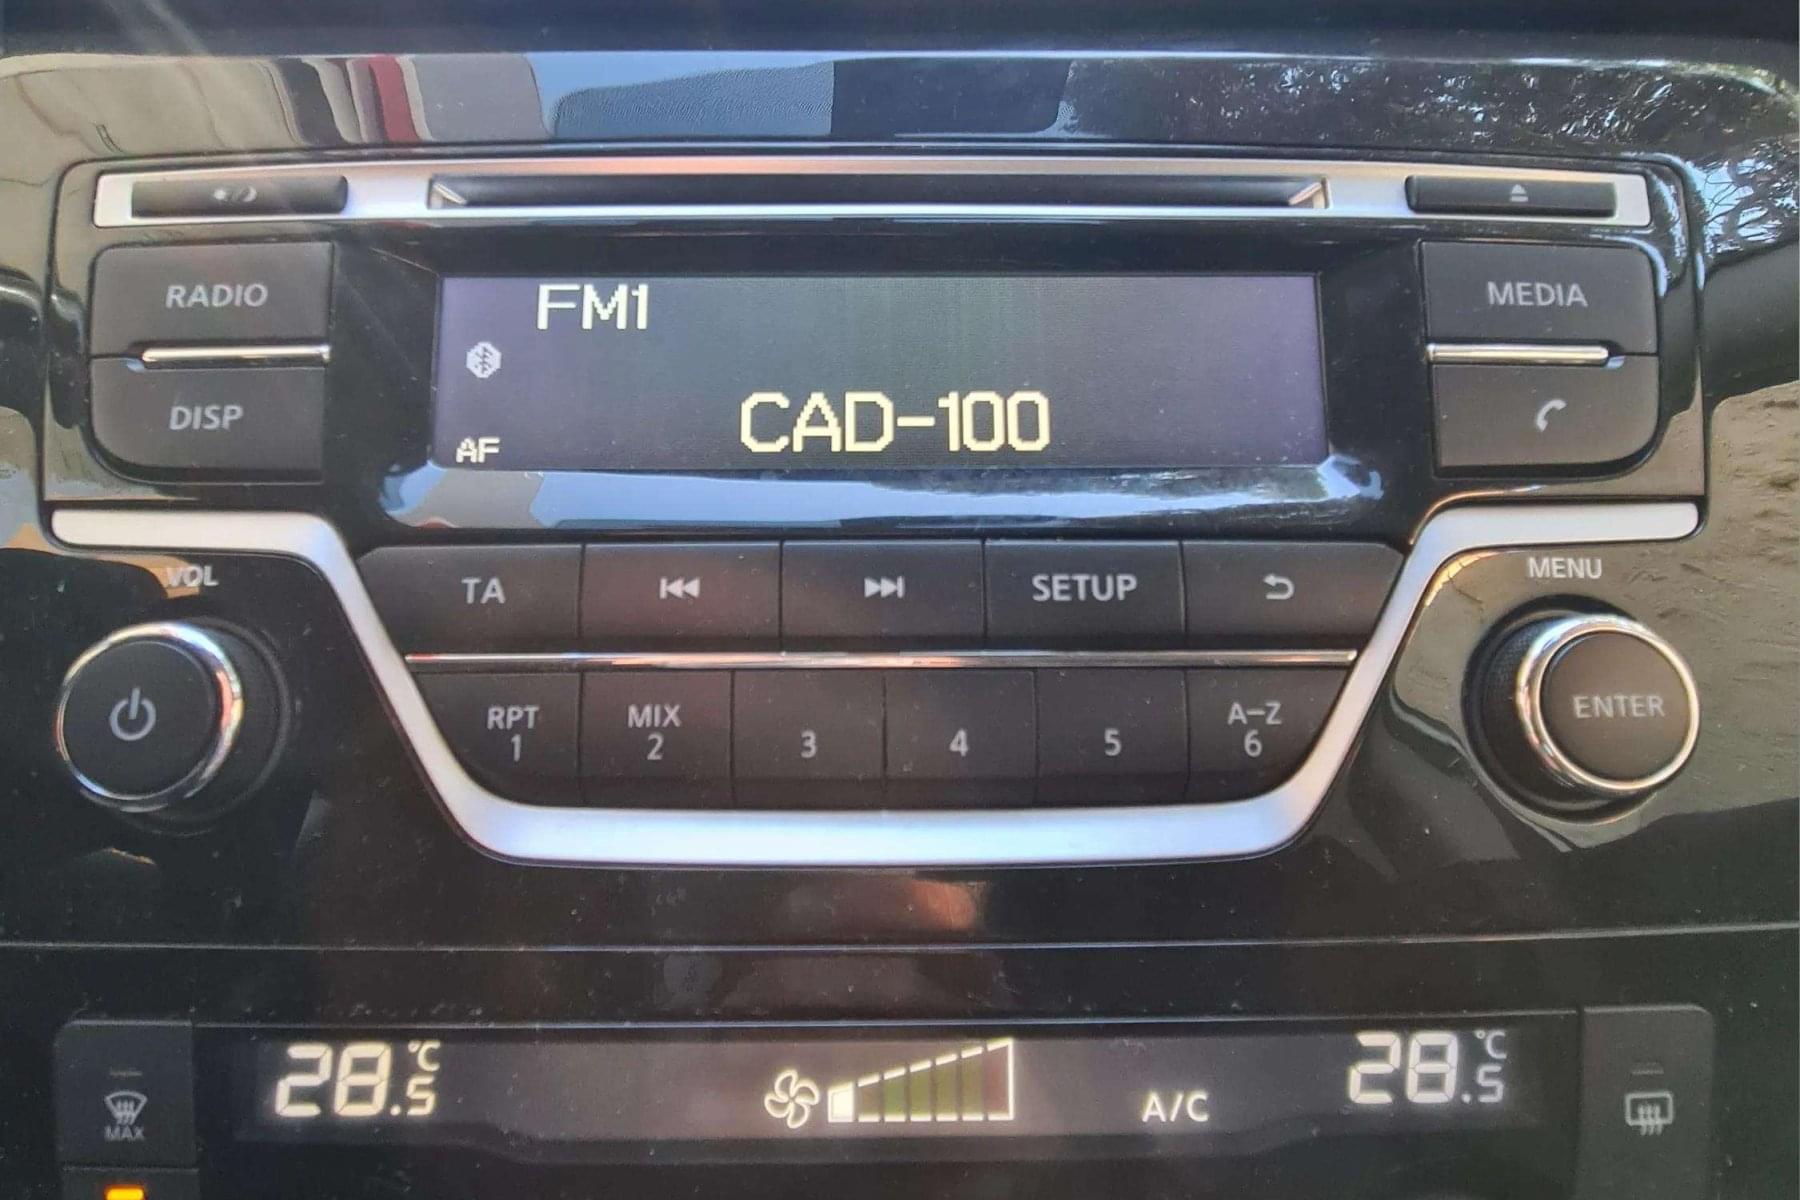 RADIO
DISP
FM1
AF
CAD-100
MEDIA
VOL
TA
SETUP
MENU
RPT
1
MIX
2
3
4
5
A-Z
6
ENTER
28.5°C
A/C
28.5°C
MAX